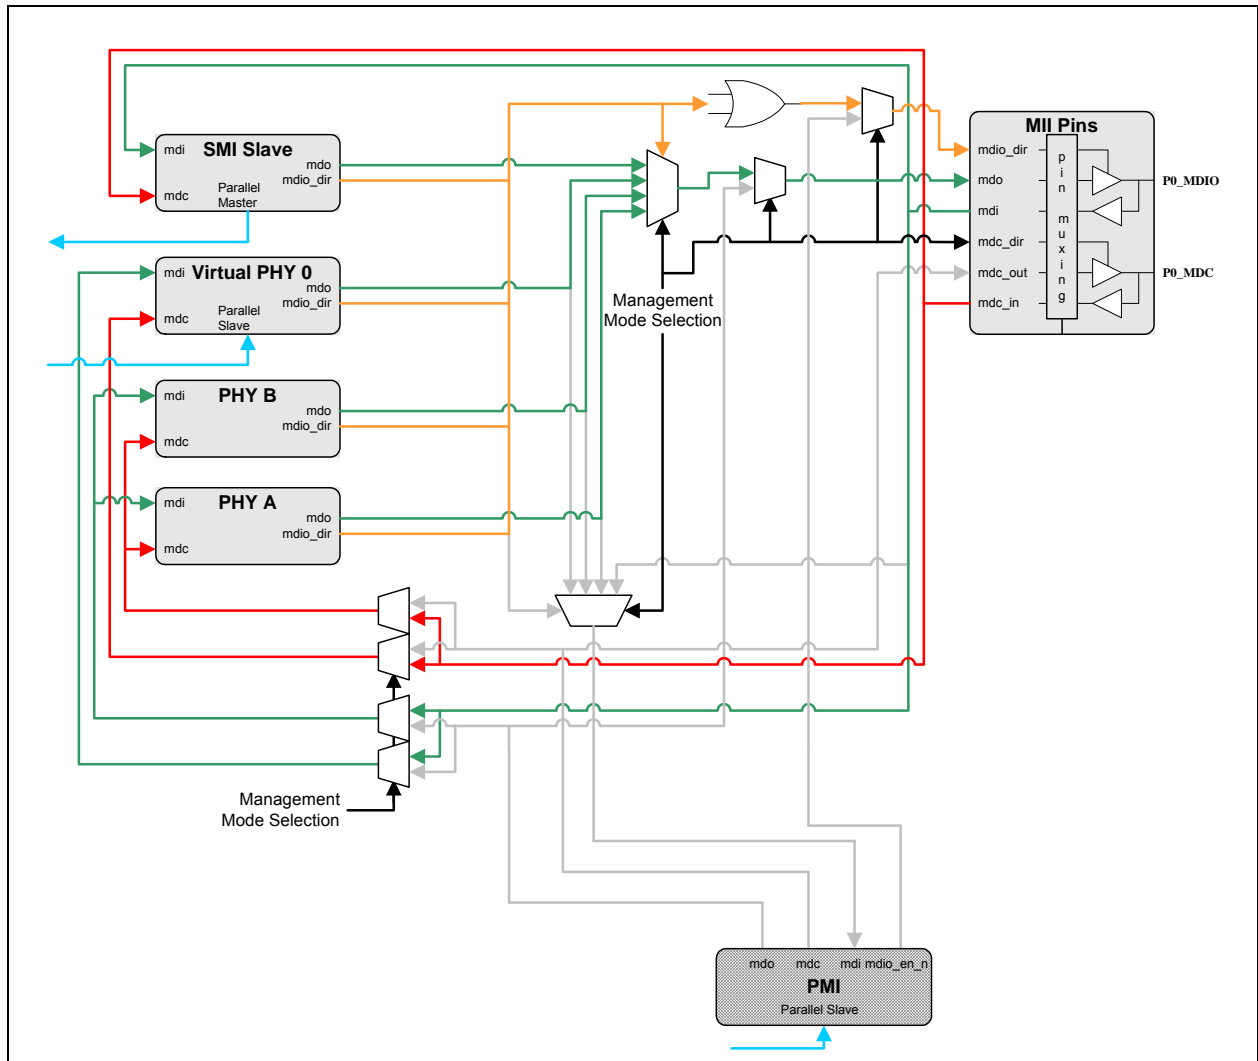 SMI Slave
mdi
mdo
mdio_dir
mdc
Parallel
Master
MII Pins
mdio_dir
mdo
mdi
mdc_dir
mdc_out
mdc_in
pin muxing
P0_MDIO
P0_MDC
Virtual PHY 0
mdi
mdo
mdio_dir
mdc
Parallel
Slave
Management
Mode Selection
PHY B
mdi
mdo
mdio_dir
mdc
PHY A
mdi
mdo
mdio_dir
mdc
Management
Mode Selection
mdo mdc mdi mdio_en_n
PMI
Parallel Slave